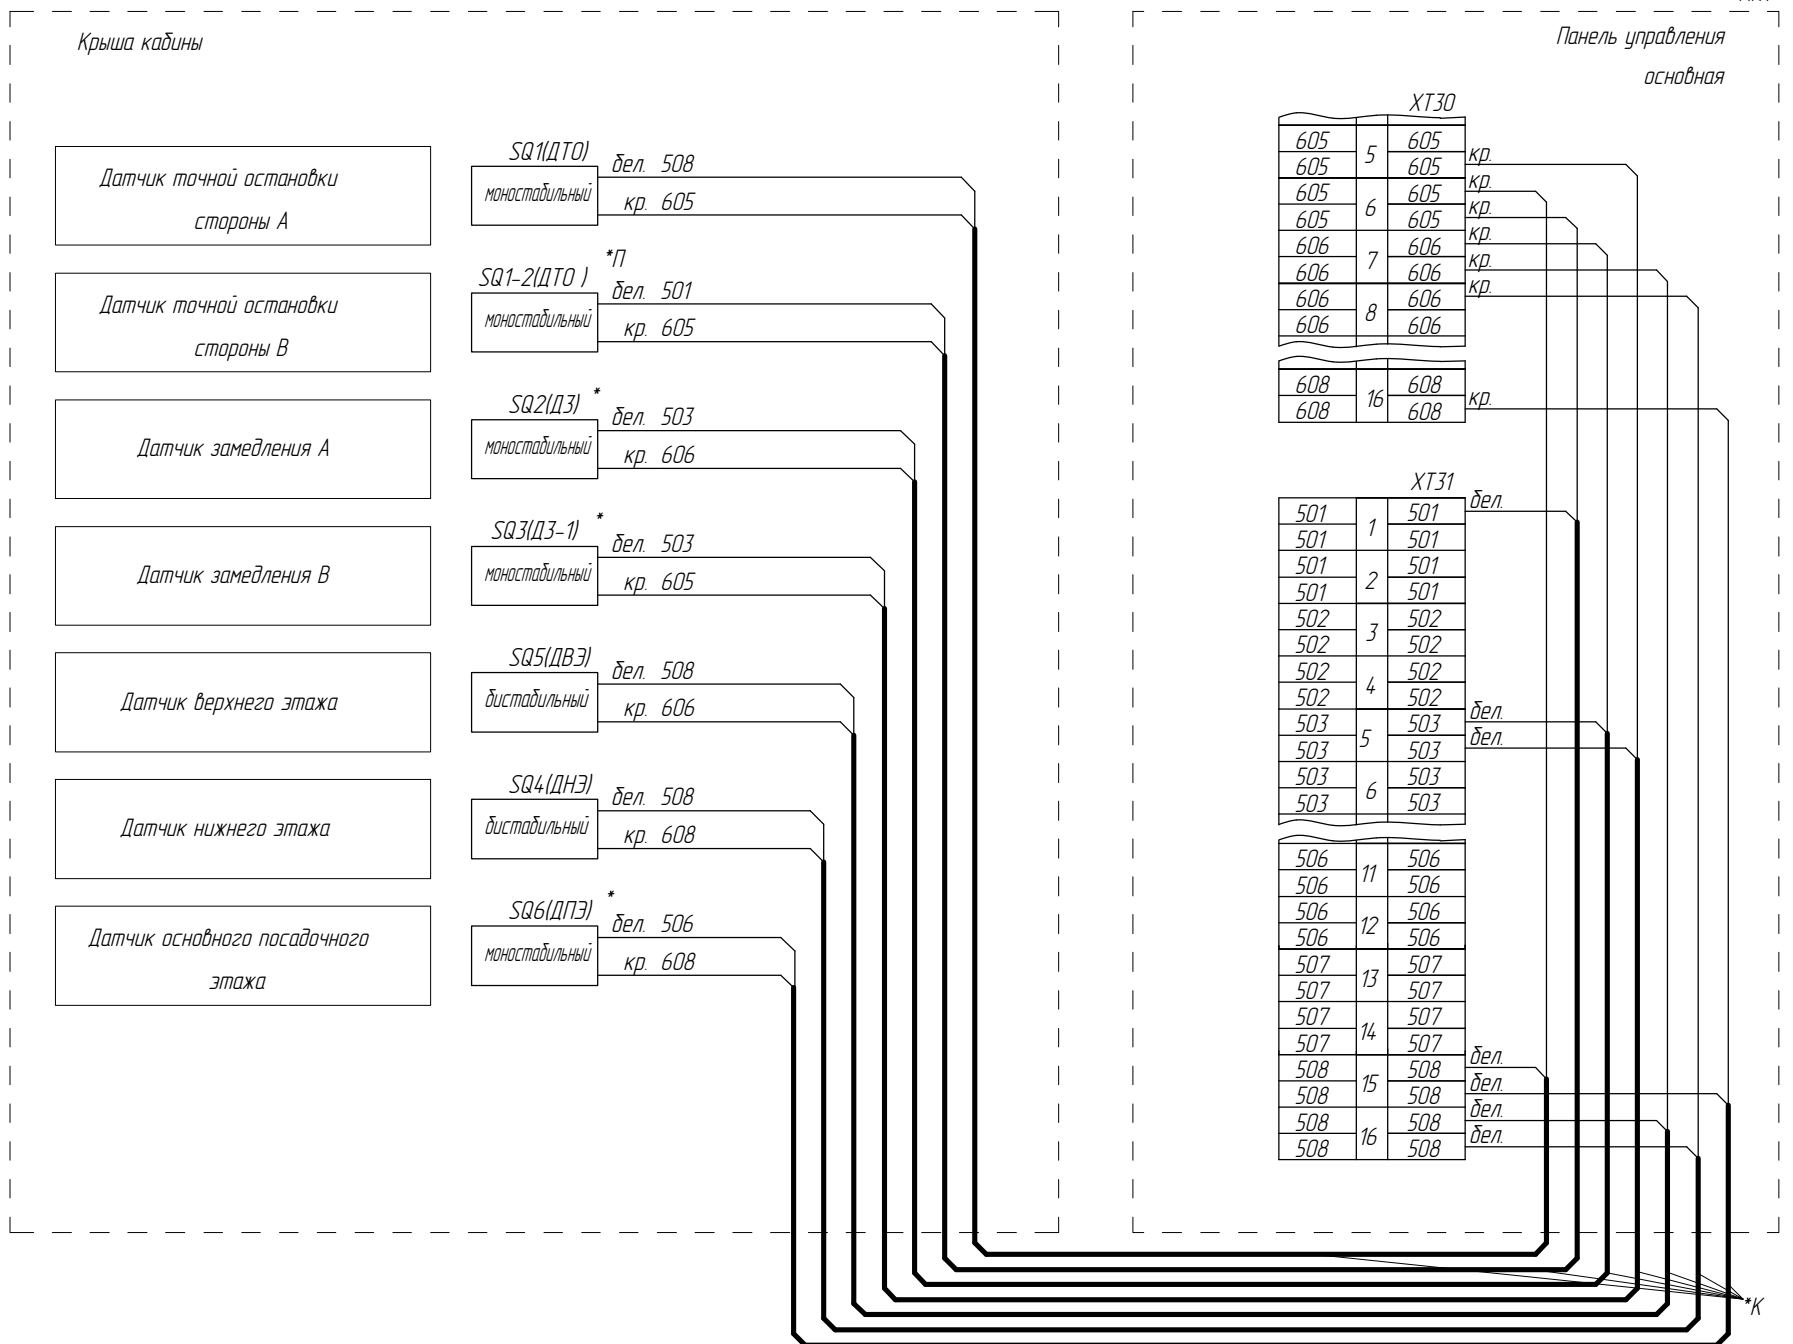 Крыша кабины
Датчик точной остановки
стороны А
SQ1(ДТО)
моностабильный
бел. 508
кр. 605
Датчик точной остановки
стороны В
*П
SQ1-2(ДТО )
моностабильный
бел. 501
кр. 605
Датчик замедления А
SQ2(ДЗ) *
моностабильный
бел. 503
кр. 606
Датчик замедления В
SQ3(ДЗ-1) *
моностабильный
бел. 503
кр. 605
Датчик верхнего этажа
SQ5(ДВЭ)
бистабильный
бел. 508
кр. 606
Датчик нижнего этажа
SQ4(ДНЭ)
бистабильный
бел. 508
кр. 608
Датчик основного посадочного
этажа
SQ6(ДПЭ) *
моностабильный
бел. 506
кр. 608
Панель управления
основная
XT30
605 5 605
605 605 кр.
605 6 605 кр.
605 605 кр.
606 7 606 кр.
606 606 кр.
606 8 606 кр.
606 606
608 16 608
608 608 кр.
XT31
501 1 501 бел.
501 501
501 2 501
501 501
502 3 502
502 502
502 4 502
502 502
503 5 503 бел.
503 503 бел.
503 6 503
503 503
506 11 506
506 506
506 12 506
506 506
507 13 507
507 507
507 14 507
507 507
508 15 508 бел.
508 508 бел.
508 16 508 бел.
508 508 бел.
*К